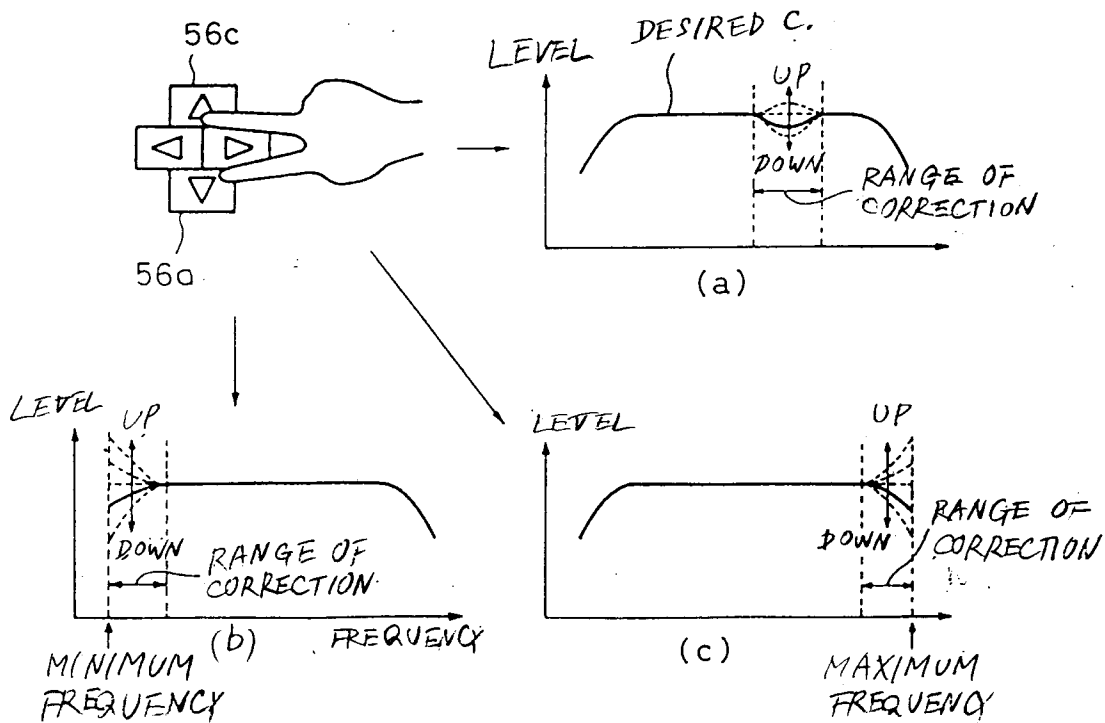 56c
56a
LEVEL
DESIRED C.
UP
DOWN
RANGE OF
CORRECTION
(a)
LEVEL
UP
DOWN
RANGE OF
CORRECTION
(b)
FREQUENCY
MINIMUM
FREQUENCY
LEVEL
UP
DOWN
RANGE OF
CORRECTION
(c)
MAXIMUM
FREQUENCY